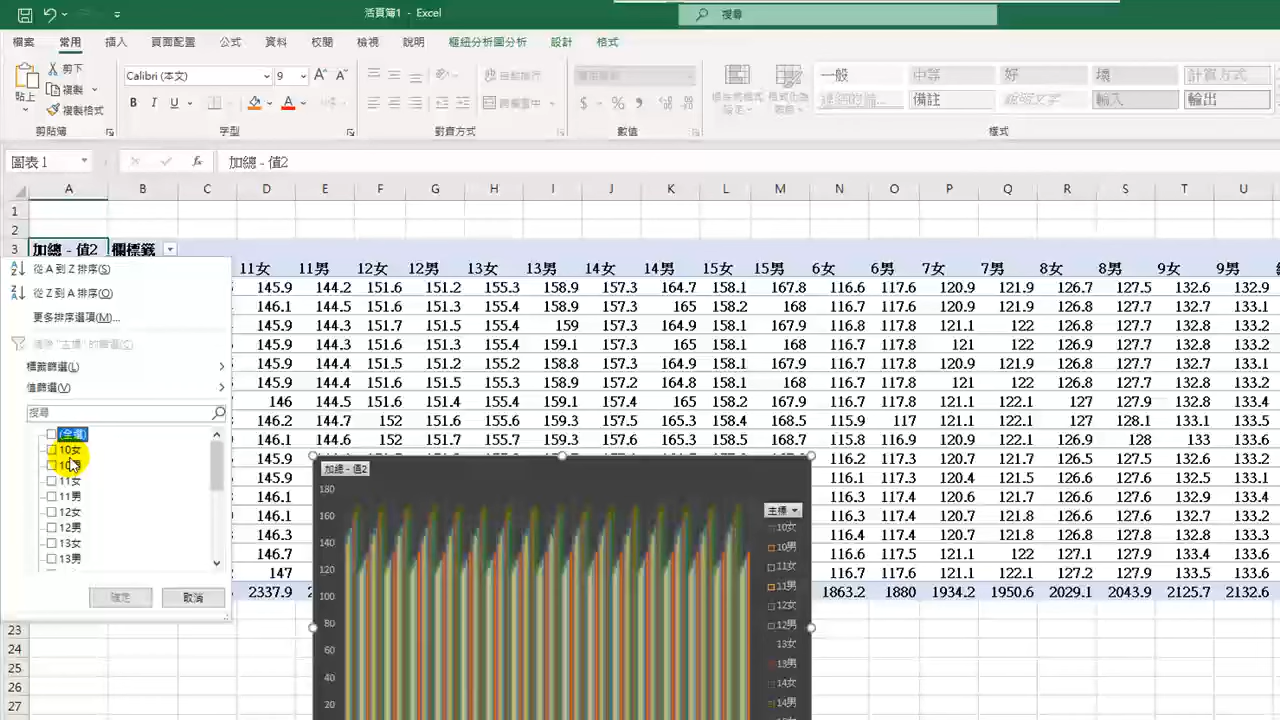 活頁簿1 - Excel
搜尋
檔案 常用 插入 頁面配置 公式 資料 校閱 檢視 說明 樞紐分析圖分析 設計 格式
貼上 剪下 複製 複製格式
Calibri (本文) 9
B I U
自動換行
一般 中等 好 壞 計算方式
備註 輸入 輸出
剪貼簿 字型 對齊方式 數值 樣式
圖表 1 fx 加總 - 值2
A B C D E F G H I J K L M N O P Q R S T U
1
2
3 加總 - 值2 欄標籤
11女 11男 12女 12男 13女 13男 14女 14男 15女 15男 6女 6男 7女 7男 8女 8男 9女 9男
145.9 144.2 151.6 151.2 155.3 158.9 157.3 164.7 158.1 167.8 116.6 117.6 120.9 121.9 126.7 127.5 132.6 132.9
146.1 144.5 151.6 151.2 155.3 158.9 157.3 165 158.2 168 116.6 117.8 120.9 121.9 126.8 127.7 132.7 133.1
145.9 144.3 151.7 151.5 155.4 159 157.3 164.9 158.1 167.9 116.8 117.8 121.1 122 126.8 127.7 132.8 133.2
145.9 144.3 151.6 151.4 155.3 159.1 157.3 165 158.1 168 116.7 117.8 121 121.9 126.9 127.7 132.8 133.2
145.9 144.4 151.5 151.2 155.2 158.8 157.3 164.9 158.1 167.9 116.7 117.8 120.9 121.9 126.8 127.7 132.7 133.1
145.9 144.4 151.6 151.5 155.3 158.9 157.2 164.8 158.1 168 116.7 117.8 121 121.9 126.8 127.7 132.8 133.2
146 144.5 151.6 151.4 155.4 159.1 157.4 165 158.2 167.9 116.8 117.8 121.1 122.1 127 127.9 132.8 133.4
146.2 144.7 152 151.6 155.6 159.3 157.5 165.3 158.4 168.5 115.9 117 121.1 122.1 127 128.1 133.1 133.5
146.1 144.6 152 151.7 155.6 159.3 157.6 165.3 158.5 168.7 115.8 116.9 120.9 122.1 126.9 128 133 133.6
145.9 116.2 117.3 120.7 121.8 126.5 127.7 132.6 133.2
145.9 116.1 117.3 120.7 121.5 126.6 127.6 132.5 133.1
146.1 116.3 117.4 120.6 121.7 126.6 127.6 132.9 133.1
146.1 116.3 117.4 120.7 121.8 126.6 127.6 132.7 133.2
146.3 116.4 117.4 120.7 121.8 126.8 127.6 132.8 133.3
146.7 116.6 117.5 121.1 122 127.1 127.9 133.4 133.6
147 116.7 117.6 121.1 122.1 127.2 127.9 133.5 133.6
2337.9 1863.2 1880 1934.2 1950.6 2029.1 2043.9 2125.7 2132.6
從 A 到 Z 排序(S)
從 Z 到 A 排序(O)
更多排序選項(M)...
清除 "主標" 的篩選(C)
標籤篩選(L)
值篩選(V)
搜尋
(全選)
10女
11女
11男
12女
12男
13女
13男
確定 取消
23
24
25
26
27
加總 - 值2
180
160
140
120
100
80
60
40
20
主標
10女
10男
11女
11男
12女
12男
13女
13男
14女
14男